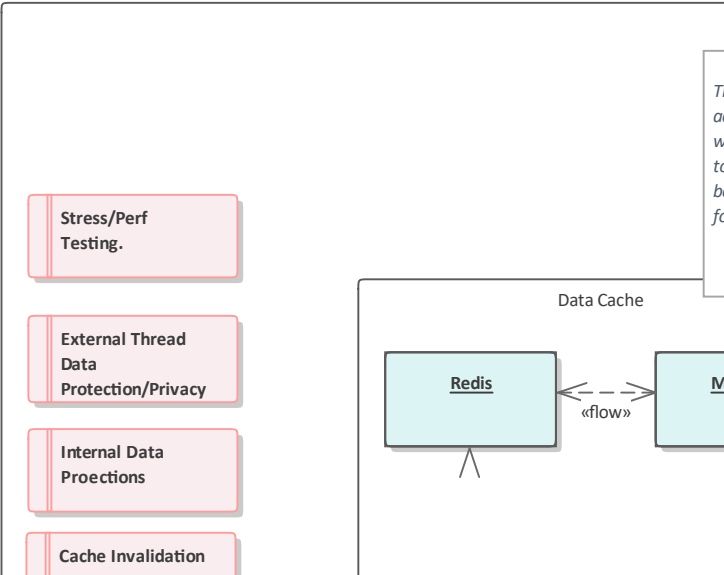 Stress/Perf
Testing.
External Thread
Data
Protection/Privacy
Internal Data
Proections
Cache Invalidation
Data Cache
Redis
«flow»